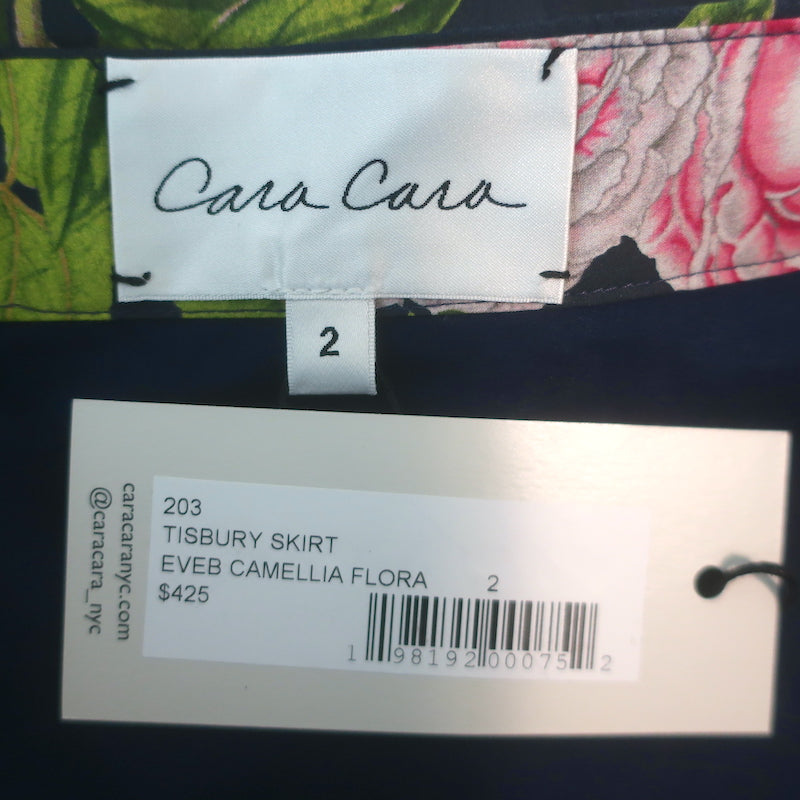 Cara Cara
2
203
TISBURY SKIRT
EVEB CAMELLIA FLORA 2
$425
1 98192 00075 2
caracaranyc.com
@caracara_nyc